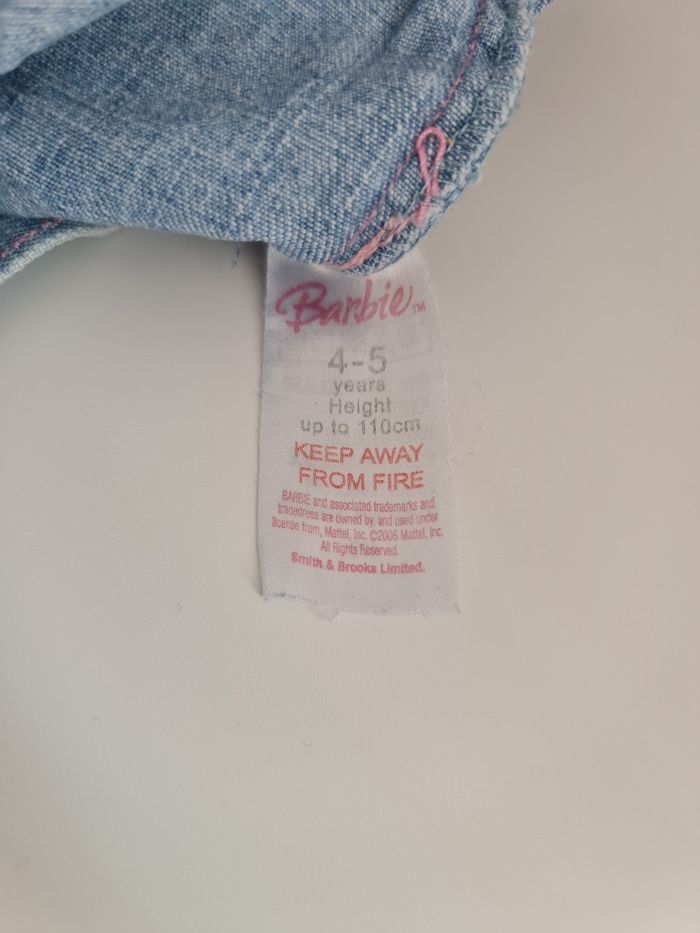 Barbie™
4-5
years
Height
up to 110cm
KEEP AWAY
FROM FIRE
BARBIE and associated trademarks and
tradedress are owned by, and used under
license from, Mattel, Inc. ©2006 Mattel, Inc.
All Rights Reserved.
Smith & Brooks Limited.